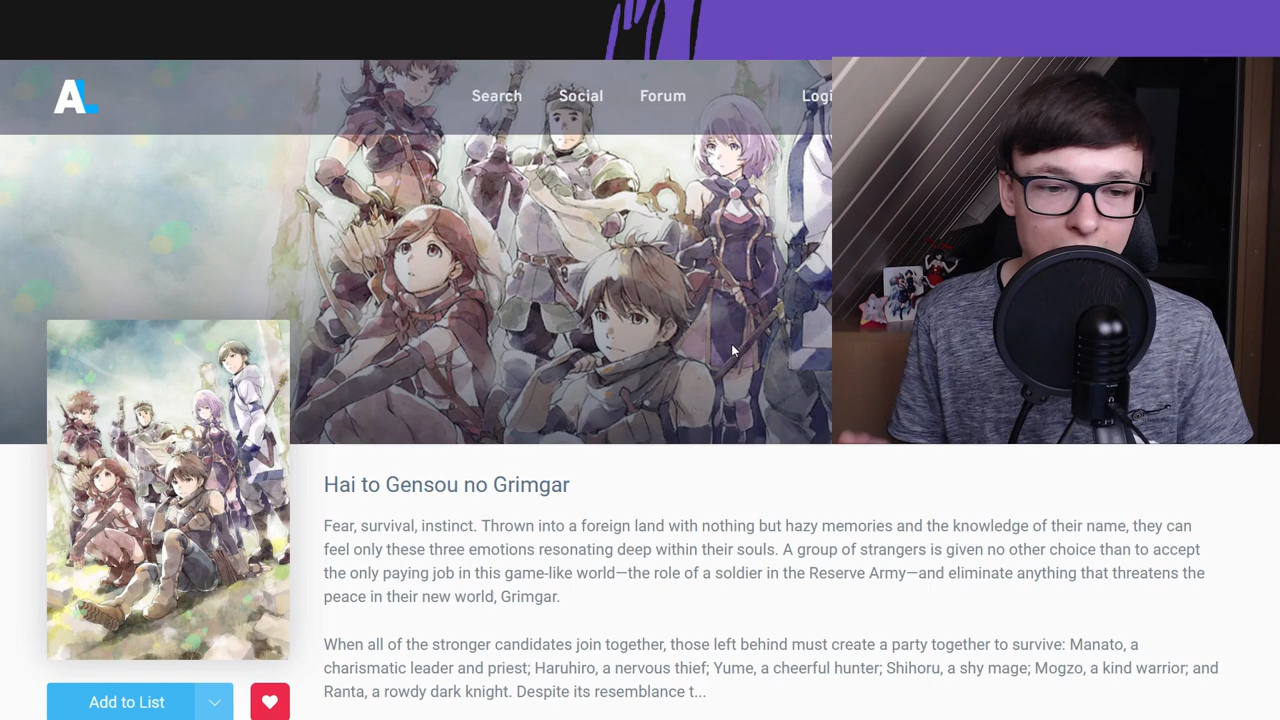 AL
Search
Social
Forum
Logi
Hai to Gensou no Grimgar
Fear, survival, instinct. Thrown into a foreign land with nothing but hazy memories and the knowledge of their name, they can
feel only these three emotions resonating deep within their souls. A group of strangers is given no other choice than to accept
the only paying job in this game-like world—the role of a soldier in the Reserve Army—and eliminate anything that threatens the
peace in their new world, Grimgar.
When all of the stronger candidates join together, those left behind must create a party together to survive: Manato, a
charismatic leader and priest; Haruhiro, a nervous thief; Yume, a cheerful hunter; Shihoru, a shy mage; Mogzo, a kind warrior; and
Ranta, a rowdy dark knight. Despite its resemblance t...
Add to List